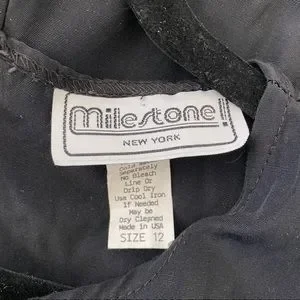 milestone!
NEW YORK
Cold
Separately
No Bleach
Line Or
Drip Dry
Use Cool Iron
If Needed
May be
Dry Cleaned
Made in USA
SIZE 12